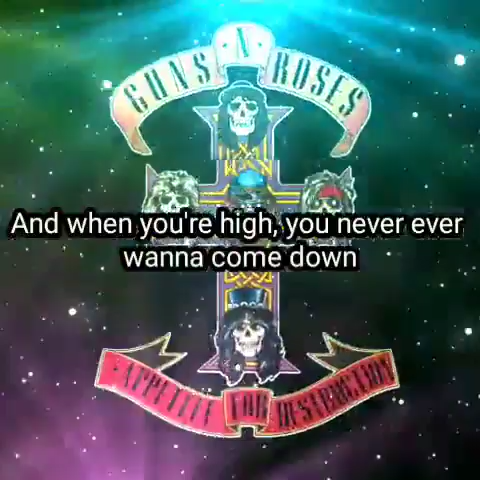 GUNS N' ROSES
And when you're high, you never ever
wanna come down
APPETITE FOR DESTRUCTION